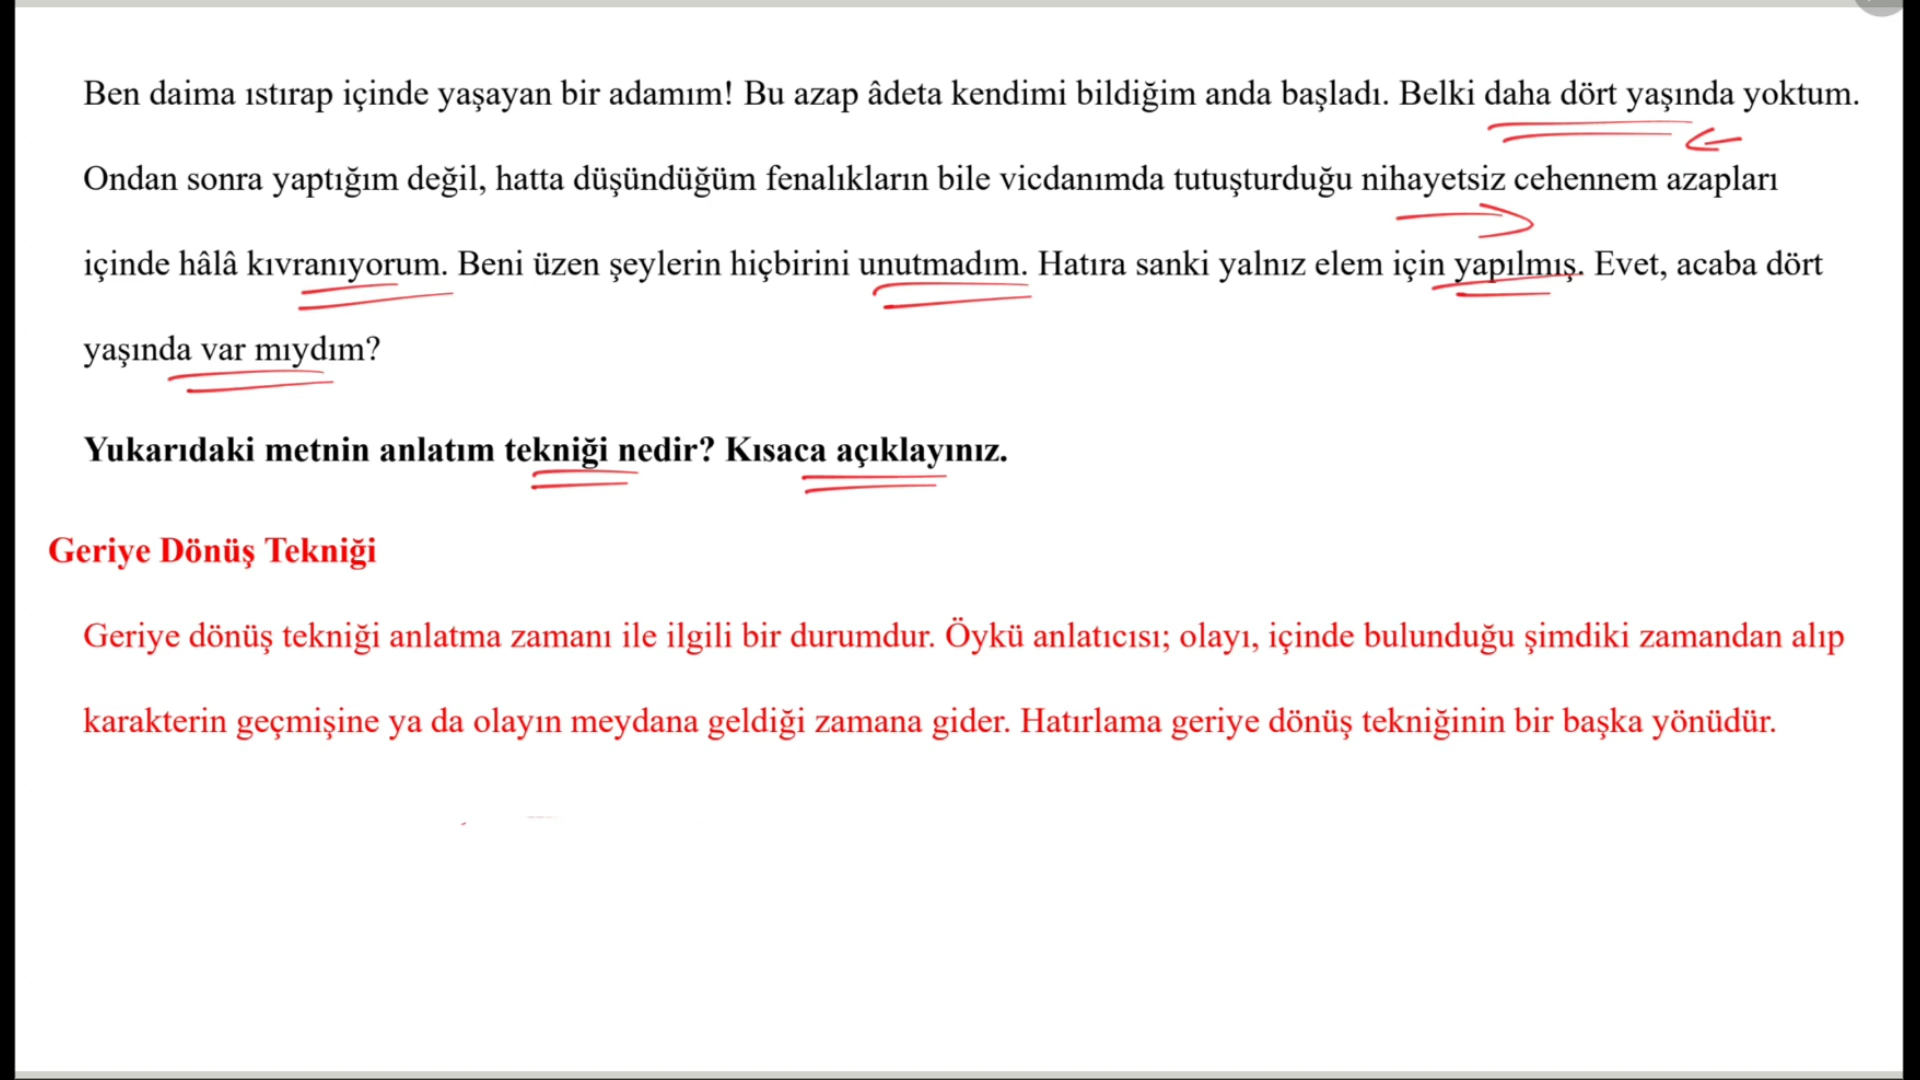 Ben daima ıstırap içinde yaşayan bir adamım! Bu azap âdeta kendimi bildiğim anda başladı. Belki daha dört yaşında yoktum.
Ondan sonra yaptığım değil, hatta düşündüğüm fenalıkların bile vicdanımda tutuşturduğu nihayetsiz cehennem azapları
içinde hâlâ kıvranıyorum. Beni üzen şeylerin hiçbirini unutmadım. Hatıra sanki yalnız elem için yapılmış. Evet, acaba dört
yaşında var mıydım?
Yukarıdaki metnin anlatım tekniği nedir? Kısaca açıklayınız.
Geriye Dönüş Tekniği
Geriye dönüş tekniği anlatma zamanı ile ilgili bir durumdur. Öykü anlatıcısı; olayı, içinde bulunduğu şimdiki zamandan alıp
karakterin geçmişine ya da olayın meydana geldiği zamana gider. Hatırlama geriye dönüş tekniğinin bir başka yönüdür.